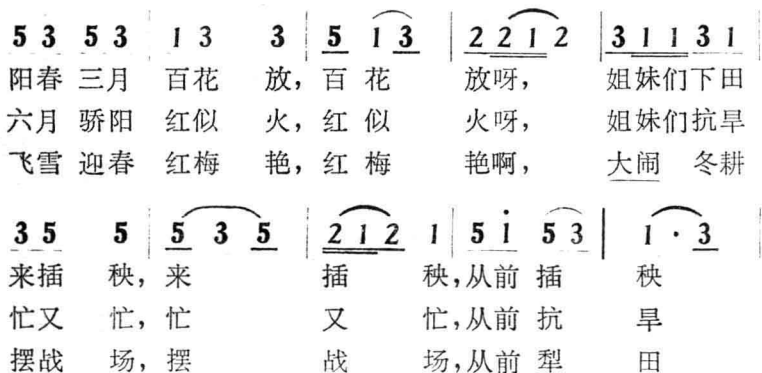 5 3 5 3 | 1 3 3 | 5 1 3 | 2 2 1 2 | 3 1 1 3 1
阳春 三月 百花 放，百 花 放呀， 姐妹们下田
六月 骄阳 红似 火，红 似 火呀， 姐妹们抗旱
飞雪 迎春 红梅 艳，红 梅 艳啊， 大闹 冬耕
3 5 5 | 5 3 5 | 2 1 2 1 | 5 i 5 3 | 1 · 3
来插 秧，来 插 秧，从前 插 秧
忙又 忙，忙 又 忙，从前 抗 旱
摆战 场，摆 战 场，从前 犁 田